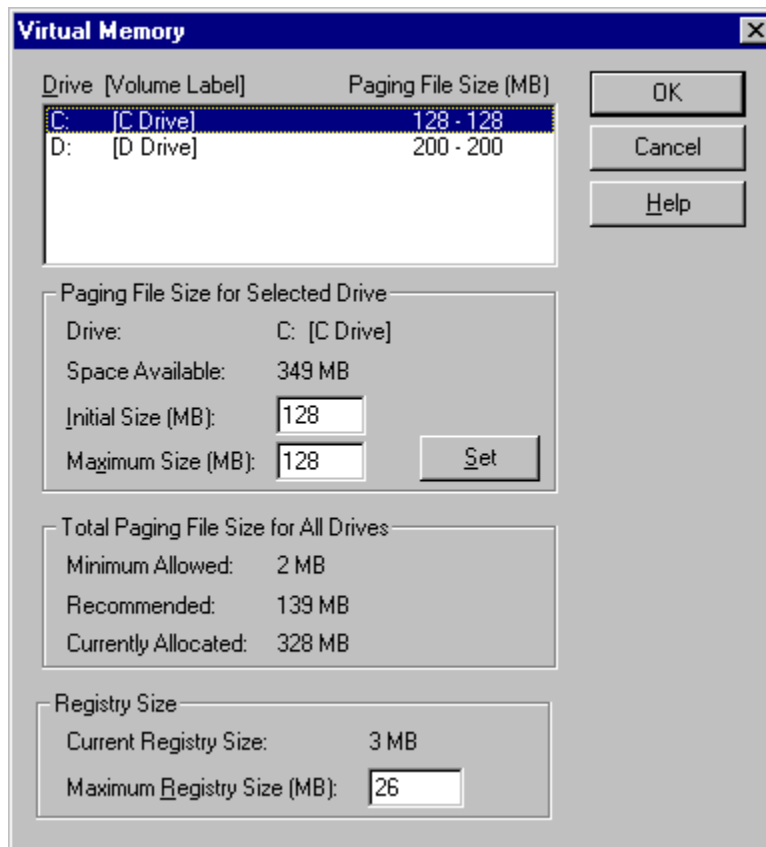 Virtual Memory
Drive [Volume Label] Paging File Size (MB)
C: [C Drive] 128 - 128
D: [D Drive] 200 - 200
OK
Cancel
Help
Paging File Size for Selected Drive
Drive: C: [C Drive]
Space Available: 349 MB
Initial Size (MB): 128
Maximum Size (MB): 128
Set
Total Paging File Size for All Drives
Minimum Allowed: 2 MB
Recommended: 139 MB
Currently Allocated: 328 MB
Registry Size
Current Registry Size: 3 MB
Maximum Registry Size (MB): 26